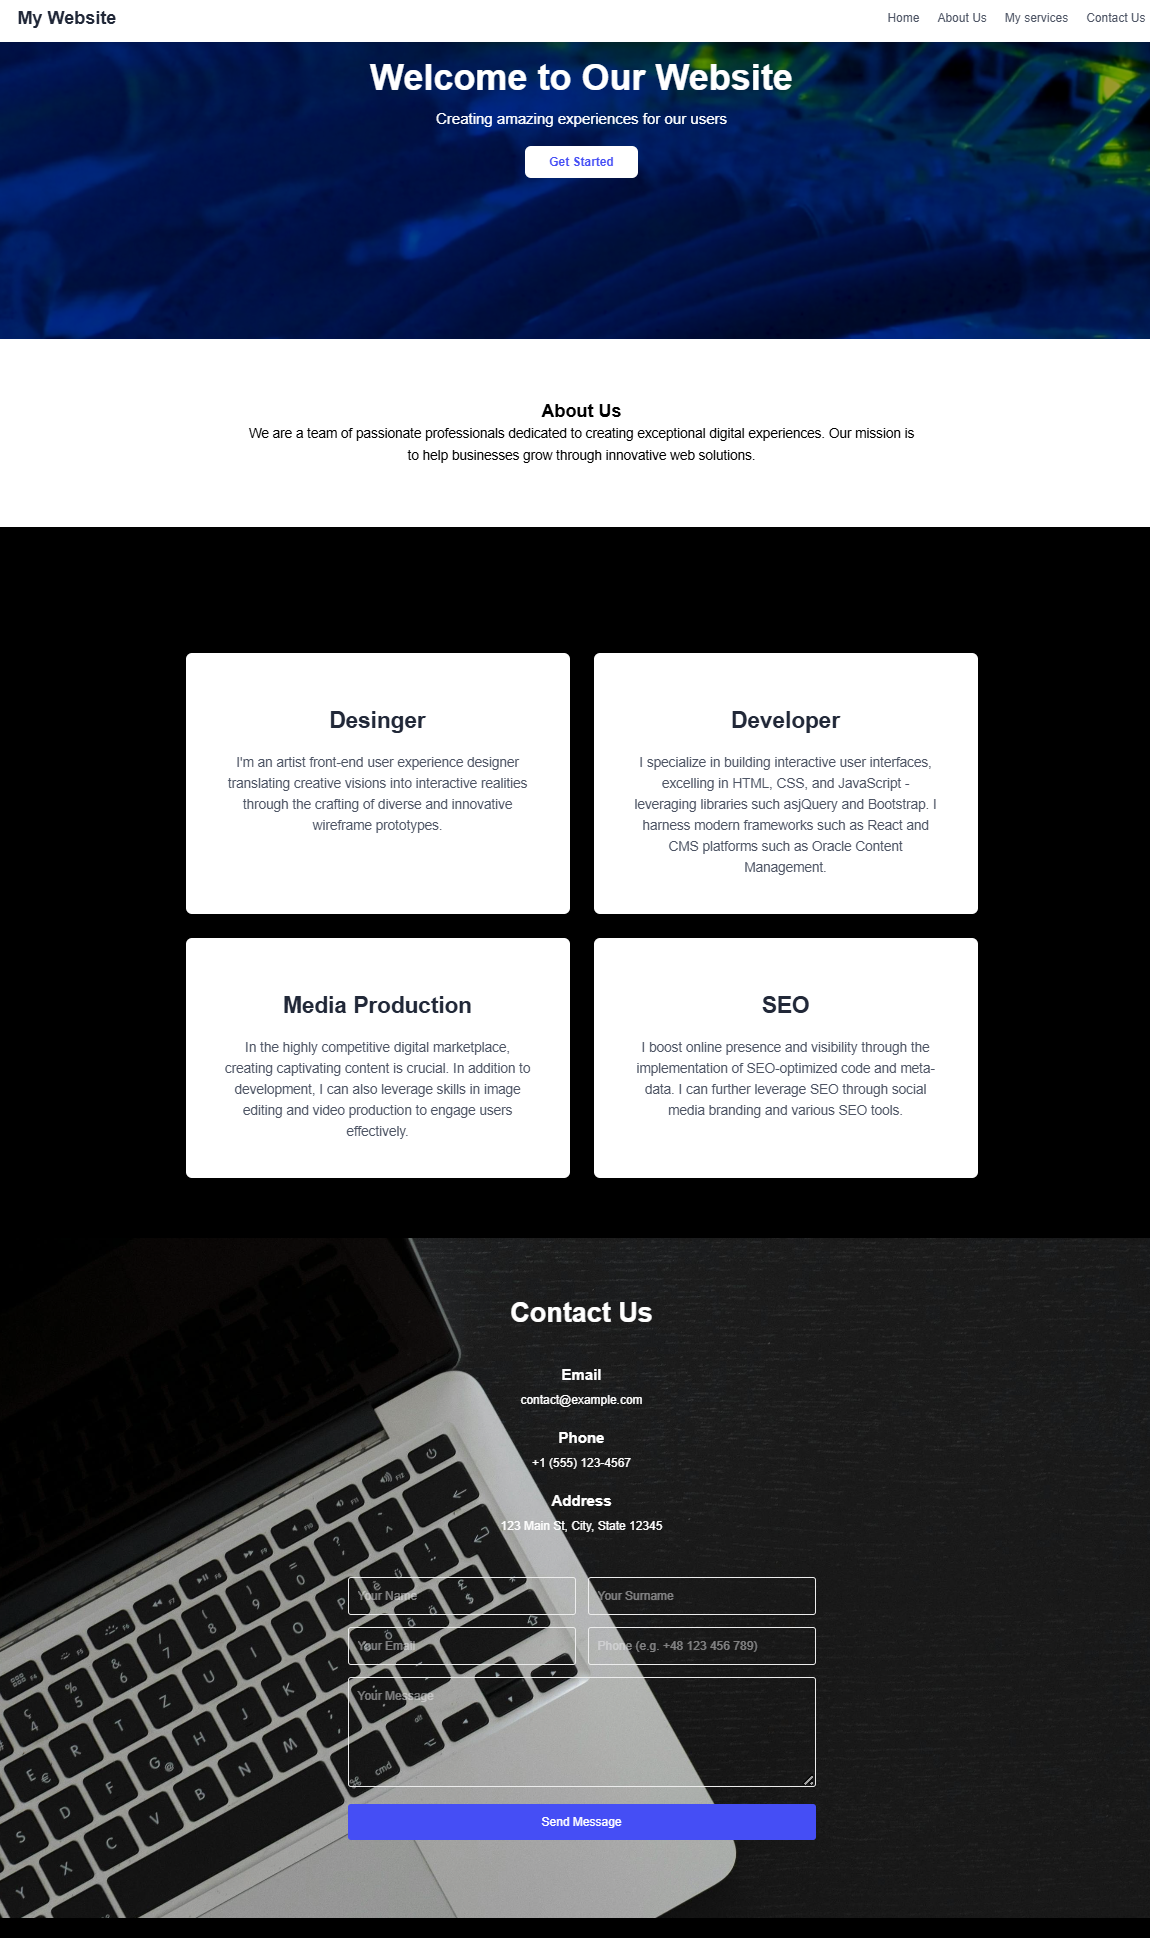 My Website
Home About Us My services Contact Us
Welcome to Our Website
Creating amazing experiences for our users
Get Started
About Us
We are a team of passionate professionals dedicated to creating exceptional digital experiences. Our mission is
to help businesses grow through innovative web solutions.
Desinger
I'm an artist front-end user experience designer
translating creative visions into interactive realities
through the crafting of diverse and innovative
wireframe prototypes.
Developer
I specialize in building interactive user interfaces,
excelling in HTML, CSS, and JavaScript -
leveraging libraries such asjQuery and Bootstrap. I
harness modern frameworks such as React and
CMS platforms such as Oracle Content
Management.
Media Production
In the highly competitive digital marketplace,
creating captivating content is crucial. In addition to
development, I can also leverage skills in image
editing and video production to engage users
effectively.
SEO
I boost online presence and visibility through the
implementation of SEO-optimized code and meta-
data. I can further leverage SEO through social
media branding and various SEO tools.
Contact Us
Email
contact@example.com
Phone
+1 (555) 123-4567
Address
123 Main St, City, State 12345
Your Name
Your Surname
Your Email
Phone (e.g. +48 123 456 789)
Your Message
Send Message